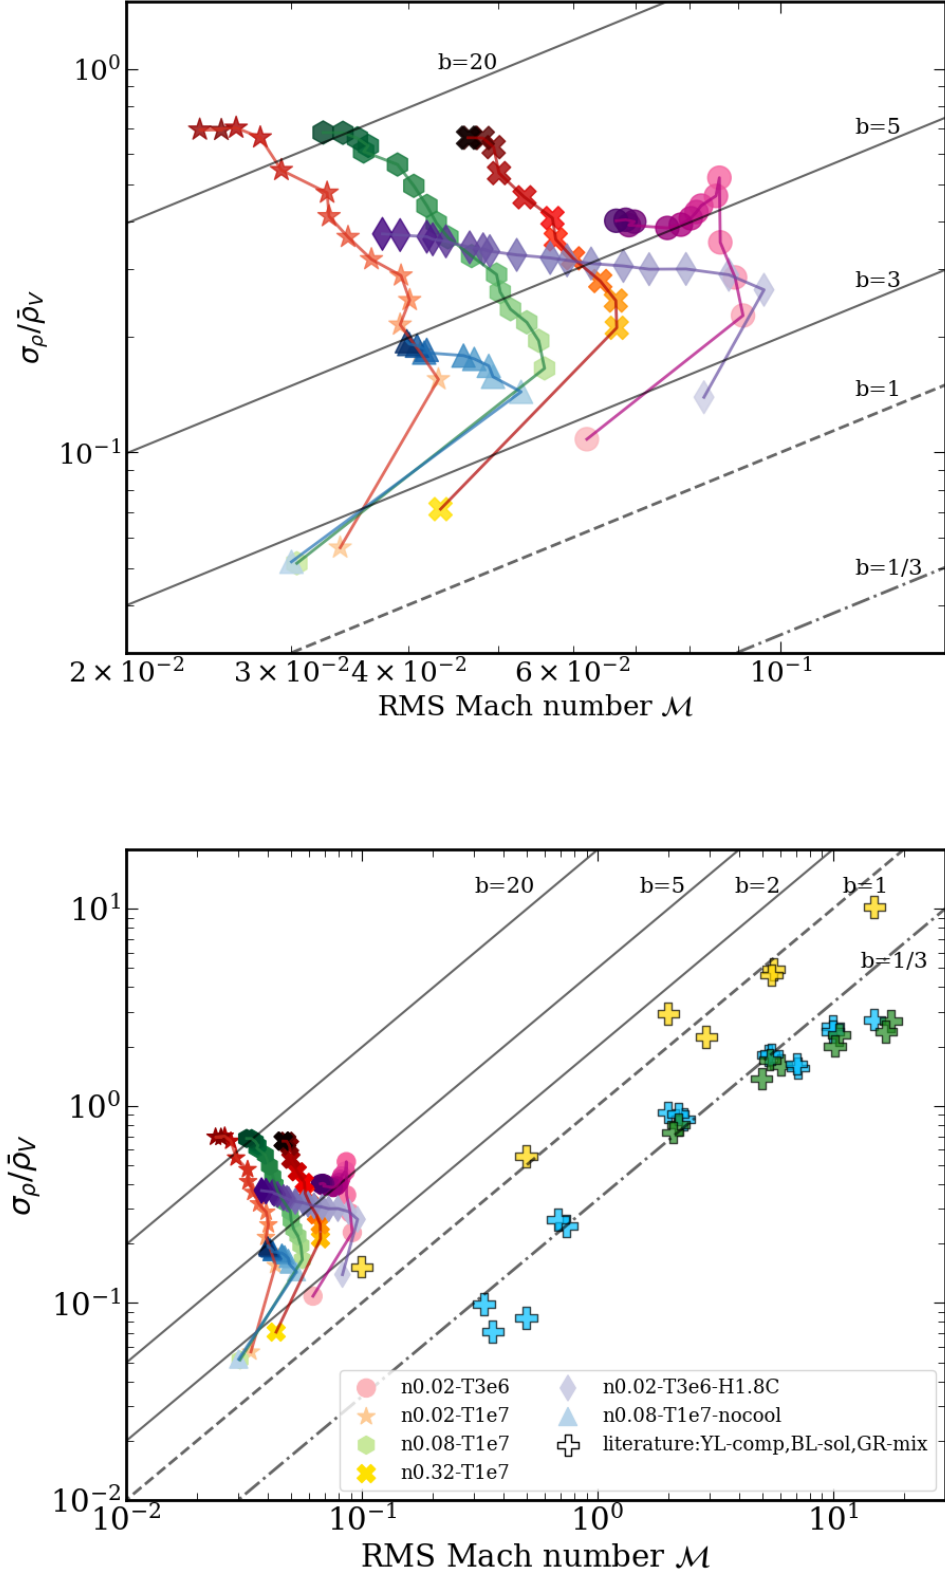 10⁰
10⁻¹
σρ/ρ̄V
b=20
b=5
b=3
b=1
b=1/3
2 × 10⁻² 3 × 10⁻² 4 × 10⁻² 6 × 10⁻² 10⁻¹
RMS Mach number ℳ
b=20 b=5 b=2 b=1
b=1/3
10¹
10⁰
10⁻¹
10⁻²
σρ/ρ̄V
n0.02-T3e6
n0.02-T1e7
n0.08-T1e7
n0.32-T1e7
n0.02-T3e6-H1.8C
n0.08-T1e7-nocool
literature:YL-comp,BL-sol,GR-mix
10⁻² 10⁻¹ 10⁰ 10¹
RMS Mach number ℳ